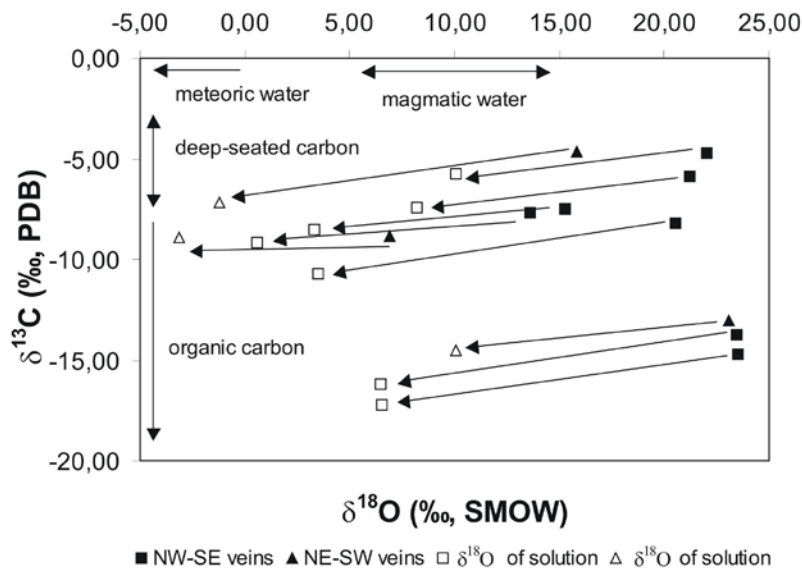 -5,00 0,00 5,00 10,00 15,00 20,00 25,00
0,00
meteoric water
magmatic water
deep-seated carbon
-5,00
-10,00
organic carbon
-15,00
-20,00
δ¹³C (‰, PDB)
δ¹⁸O (‰, SMOW)
■ NW-SE veins ▲ NE-SW veins □ δ¹⁸O of solution △ δ¹⁸O of solution